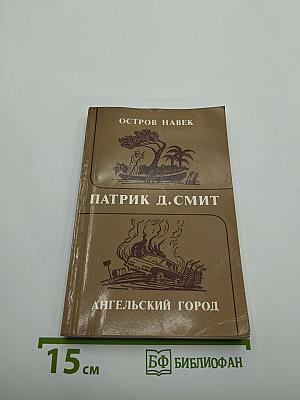 ОСТРОВ НАВЕК
ПАТРИК Д. СМИТ
АНГЕЛЬСКИЙ ГОРОД
15 см
БФ БИБЛИОФАН